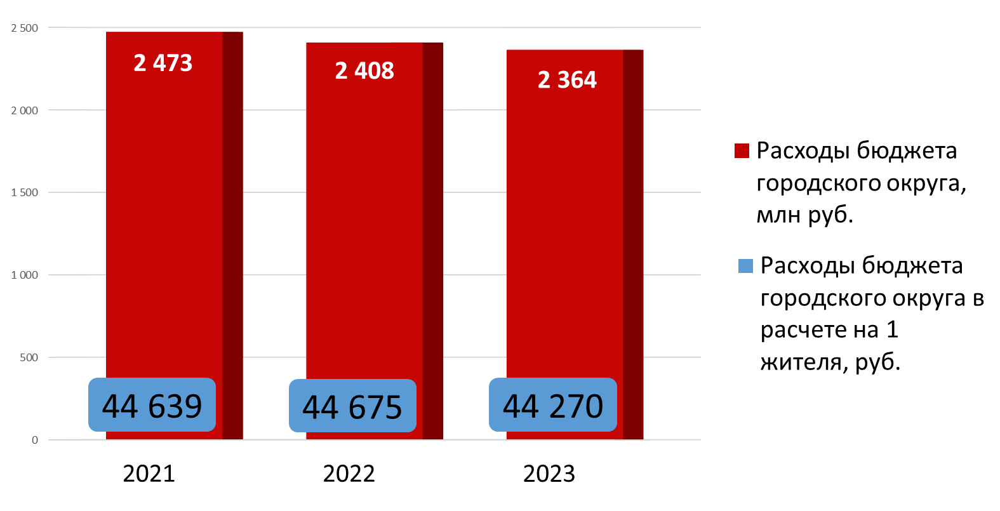 2 500
2 000
1 500
1 000
500
0
2 473
2 408
2 364
44 639
44 675
44 270
2021
2022
2023
Расходы бюджета
городского округа,
млн руб.
Расходы бюджета
городского округа в
расчете на 1
жителя, руб.